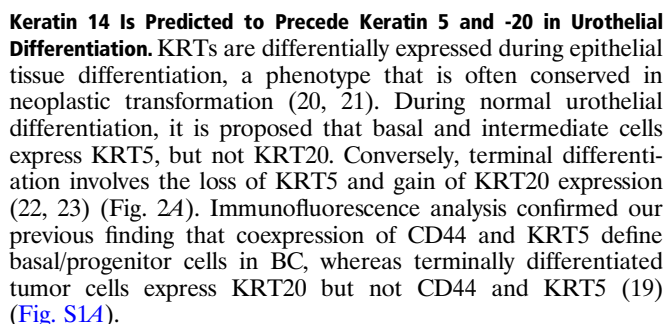 Keratin 14 Is Predicted to Precede Keratin 5 and -20 in Urothelial
Differentiation. KRTs are differentially expressed during epithelial
tissue differentiation, a phenotype that is often conserved in
neoplastic transformation (20, 21). During normal urothelial
differentiation, it is proposed that basal and intermediate cells
express KRT5, but not KRT20. Conversely, terminal differenti-
ation involves the loss of KRT5 and gain of KRT20 expression
(22, 23) (Fig. 2A). Immunofluorescence analysis confirmed our
previous finding that coexpression of CD44 and KRT5 define
basal/progenitor cells in BC, whereas terminally differentiated
tumor cells express KRT20 but not CD44 and KRT5 (19)
(Fig. S1A).